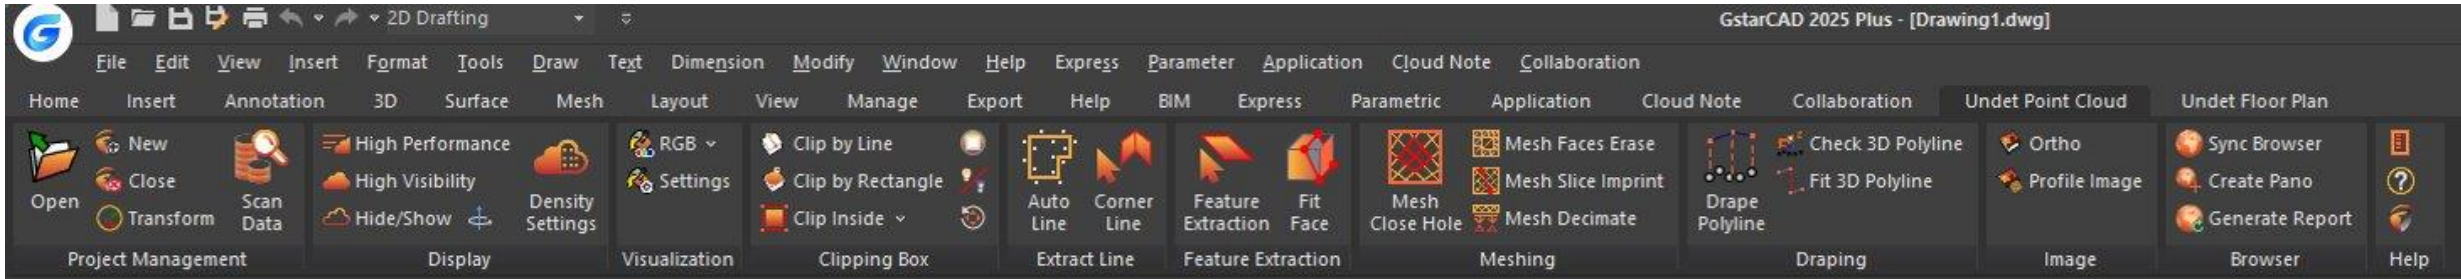 2D Drafting GstarCAD 2025 Plus - [Drawing1.dwg]
File Edit View Insert Format Tools Draw Text Dimension Modify Window Help Express Parameter Application Cloud Note Collaboration
Home Insert Annotation 3D Surface Mesh Layout View Manage Export Help BIM Express Parametric Application Cloud Note Collaboration Undet Point Cloud Undet Floor Plan
Open
New
Close
Transform
Scan
Data
Project Management
High Performance
High Visibility
Hide/Show
Density
Settings
Display
RGB
Settings
Visualization
Clip by Line
Clip by Rectangle
Clip Inside
Clipping Box
Auto
Line
Corner
Line
Extract Line
Feature
Extraction
Fit
Face
Feature Extraction
Mesh
Close Hole
Mesh Faces Erase
Mesh Slice Imprint
Mesh Decimate
Meshing
Drape
Polyline
Check 3D Polyline
Fit 3D Polyline
Draping
Ortho
Profile Image
Image
Sync Browser
Create Pano
Generate Report
Browser
Help